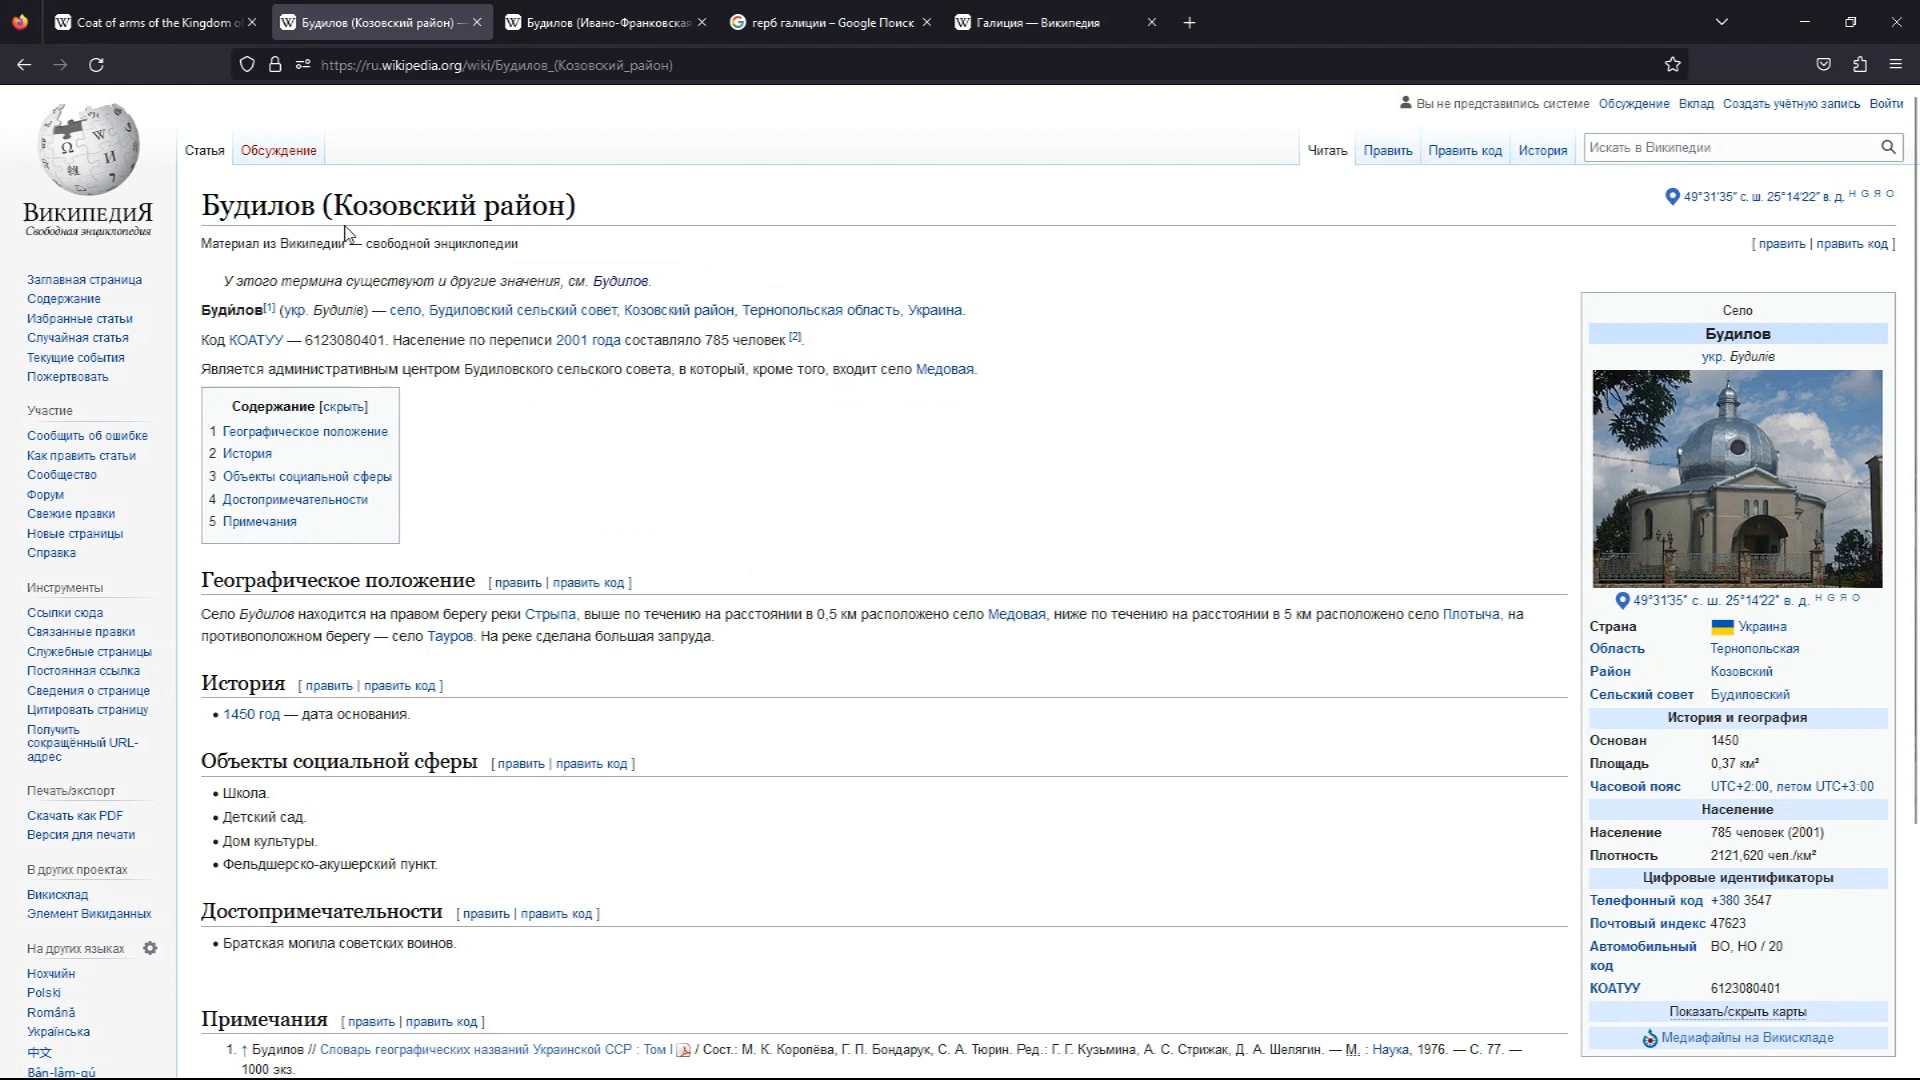 Coat of arms of the Kingdom o
Будилов (Козовский район) —
Будилов (Ивано-Франковская
герб галиции – Google Поиск
Галиция — Википедия
https://ru.wikipedia.org/wiki/Будилов_(Козовский_район)
Вы не представились системе Обсуждение Вклад Создать учётную запись Войти
Статья Обсуждение Читать Править Править код История Искать в Википедии
ВикипедиЯ
Свободная энциклопедия
Заглавная страница
Содержание
Избранные статьи
Случайная статья
Текущие события
Пожертвовать
Участие
Сообщить об ошибке
Как править статьи
Сообщество
Форум
Свежие правки
Новые страницы
Справка
Инструменты
Ссылки сюда
Связанные правки
Служебные страницы
Постоянная ссылка
Сведения о странице
Цитировать страницу
Получить
сокращённый URL-
адрес
Печать/экспорт
Скачать как PDF
Версия для печати
В других проектах
Викисклад
Элемент Викиданных
На других языках
Нохчийн
Polski
Română
Українська
中文
Bân-lâm-gú
Будилов (Козовский район)
49°31′35″ с. ш. 25°14′22″ в. д. H G Я O
Материал из Википедии — свободной энциклопедии
[ править | править код ]
У этого термина существуют и другие значения, см. Будилов.
Буди́лов[1] (укр. Будилів) — село, Будиловский сельский совет, Козовский район, Тернопольская область, Украина.
Код КОАТУУ — 6123080401. Население по переписи 2001 года составляло 785 человек [2].
Является административным центром Будиловского сельского совета, в который, кроме того, входит село Медовая.
Содержание [скрыть]
1 Географическое положение
2 История
3 Объекты социальной сферы
4 Достопримечательности
5 Примечания
Географическое положение [ править | править код ]
Село Будилов находится на правом берегу реки Стрыпа, выше по течению на расстоянии в 0,5 км расположено село Медовая, ниже по течению на расстоянии в 5 км расположено село Плотыча, на
противоположном берегу — село Тауров. На реке сделана большая запруда.
История [ править | править код ]
• 1450 год — дата основания.
Объекты социальной сферы [ править | править код ]
• Школа.
• Детский сад.
• Дом культуры.
• Фельдшерско-акушерский пункт.
Достопримечательности [ править | править код ]
• Братская могила советских воинов.
Примечания [ править | править код ]
1. ↑ Будилов // Словарь географических названий Украинской ССР : Том I / Сост.: М. К. Королёва, Г. П. Бондарук, С. А. Тюрин. Ред.: Г. Г. Кузьмина, А. С. Стрижак, Д. А. Шелягин. — М. : Наука, 1976. — С. 77. —
1000 экз.
Село
Будилов
укр. Будилів
49°31′35″ с. ш. 25°14′22″ в. д. H G Я O
Страна Украина
Область Тернопольская
Район Козовский
Сельский совет Будиловский
История и география
Основан 1450
Площадь 0,37 км²
Часовой пояс UTC+2:00, летом UTC+3:00
Население
Население 785 человек (2001)
Плотность 2121,620 чел./км²
Цифровые идентификаторы
Телефонный код +380 3547
Почтовый индекс 47623
Автомобильный BO, HO / 20
код
КОАТУУ 6123080401
Показать/скрыть карты
Медиафайлы на Викискладе